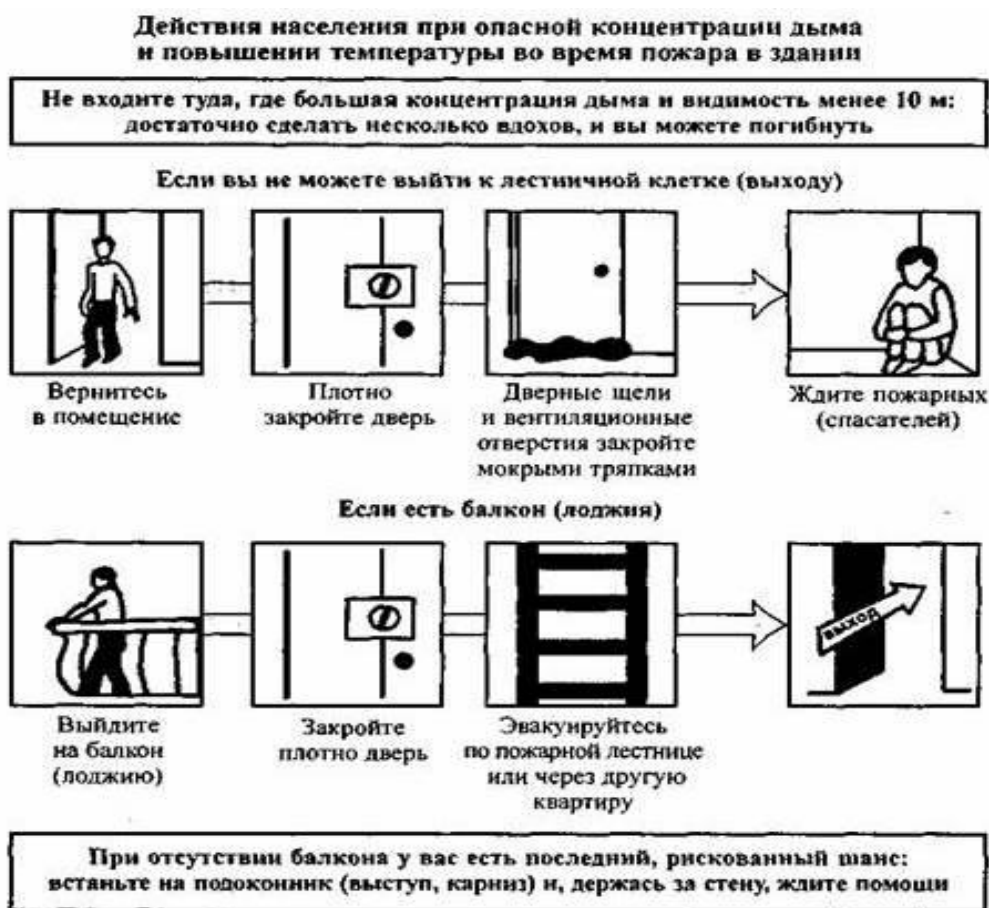 Действия населения при опасной концентрации дыма
и повышении температуры во время пожара в здании
Не входите туда, где большая концентрация дыма и видимость менее 10 м:
достаточно сделать несколько вдохов, и вы можете погибнуть
Если вы не можете выйти к лестничной клетке (выходу)
Вернитесь
в помещение
Плотно
закройте дверь
Дверные щели
и вентиляционные
отверстия закройте
мокрыми тряпками
Ждите пожарных
(спасателей)
Если есть балкон (лоджия)
ВЫХОД
Выйдите
на балкон
(лоджию)
Закройте
плотно дверь
Эвакуируйтесь
по пожарной лестнице
или через другую
квартиру
При отсутствии балкона у вас есть последний, рискованный шанс:
встаньте на подоконник (выступ, карниз) и, держась за стену, ждите помощи